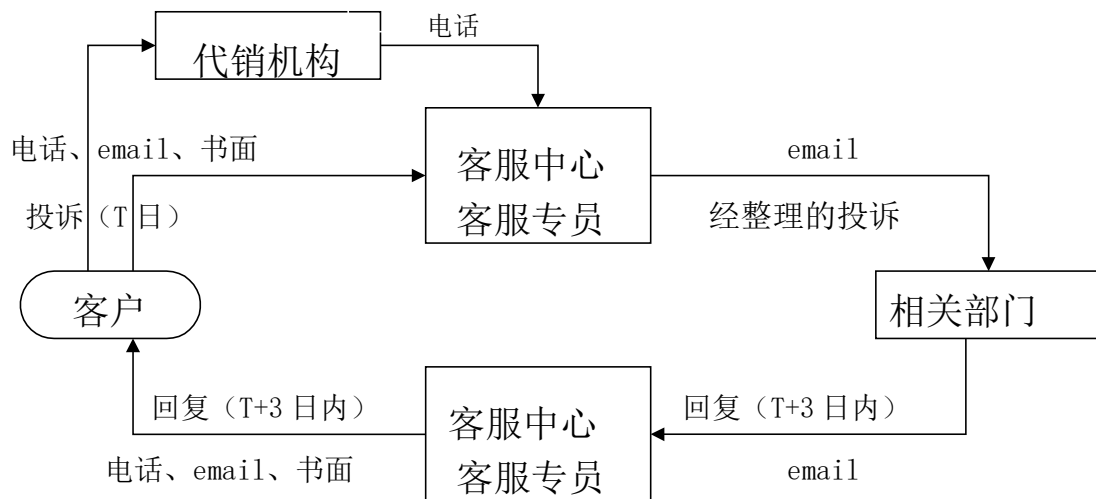 电话
代销机构
电话、email、书面
客服中心
客服专员
email
投诉（T 日）
经整理的投诉
客户
相关部门
回复（T+3 日内）
客服中心
客服专员
回复（T+3 日内）
电话、email、书面
email